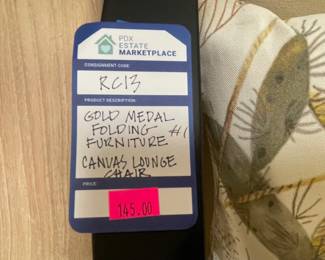 PDX
ESTATE
MARKETPLACE
CONSIGNMENT CODE:
RC13
PRODUCT DESCRIPTION:
GOLD MEDAL
FOLDING #1
FURNITURE
CANVAS LOUNGE
CHAIR
PRICE:
145.00